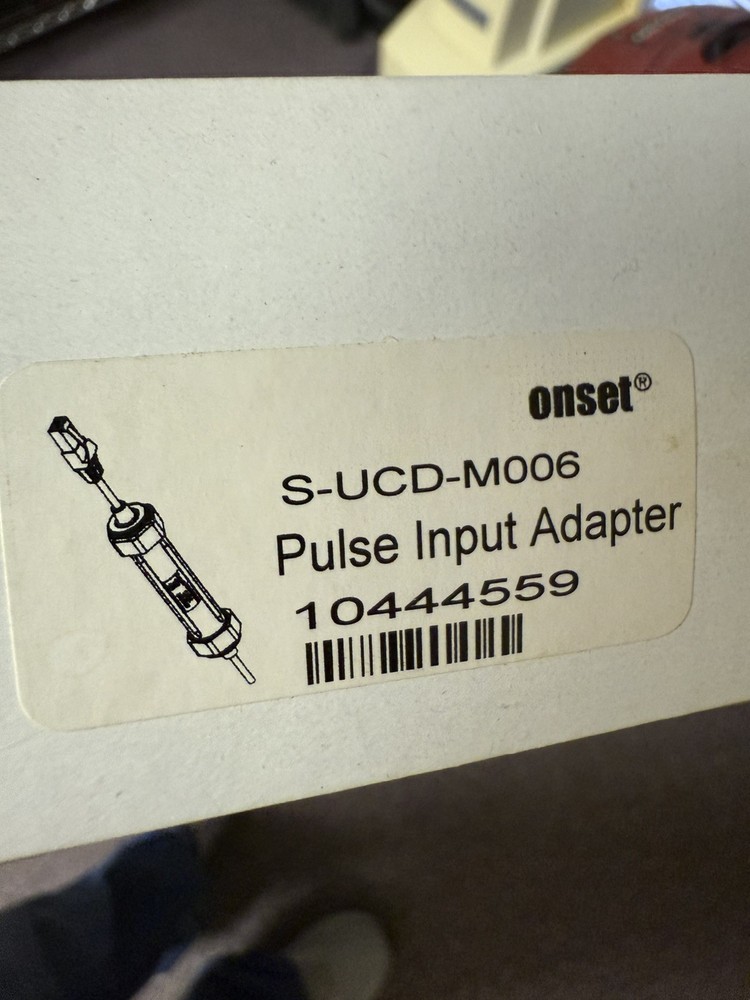 onset®
S-UCD-M006
Pulse Input Adapter
10444559